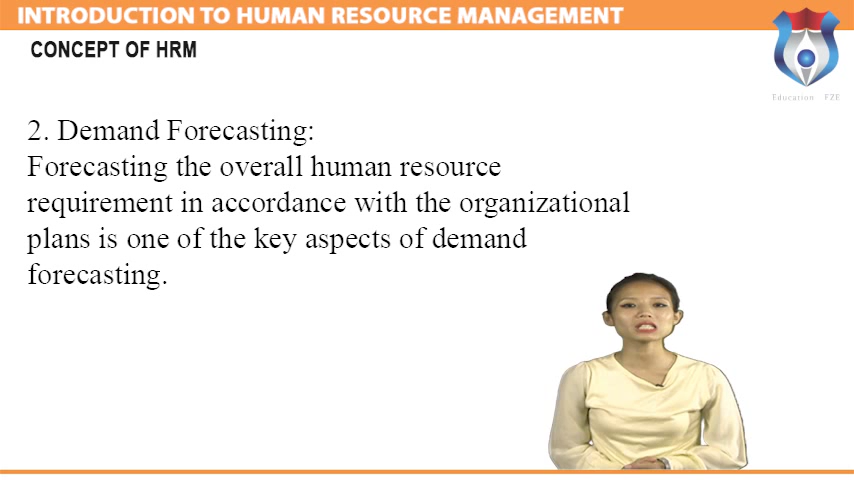 INTRODUCTION TO HUMAN RESOURCE MANAGEMENT
CONCEPT OF HRM
Education FZE
2. Demand Forecasting:
Forecasting the overall human resource
requirement in accordance with the organizational
plans is one of the key aspects of demand
forecasting.